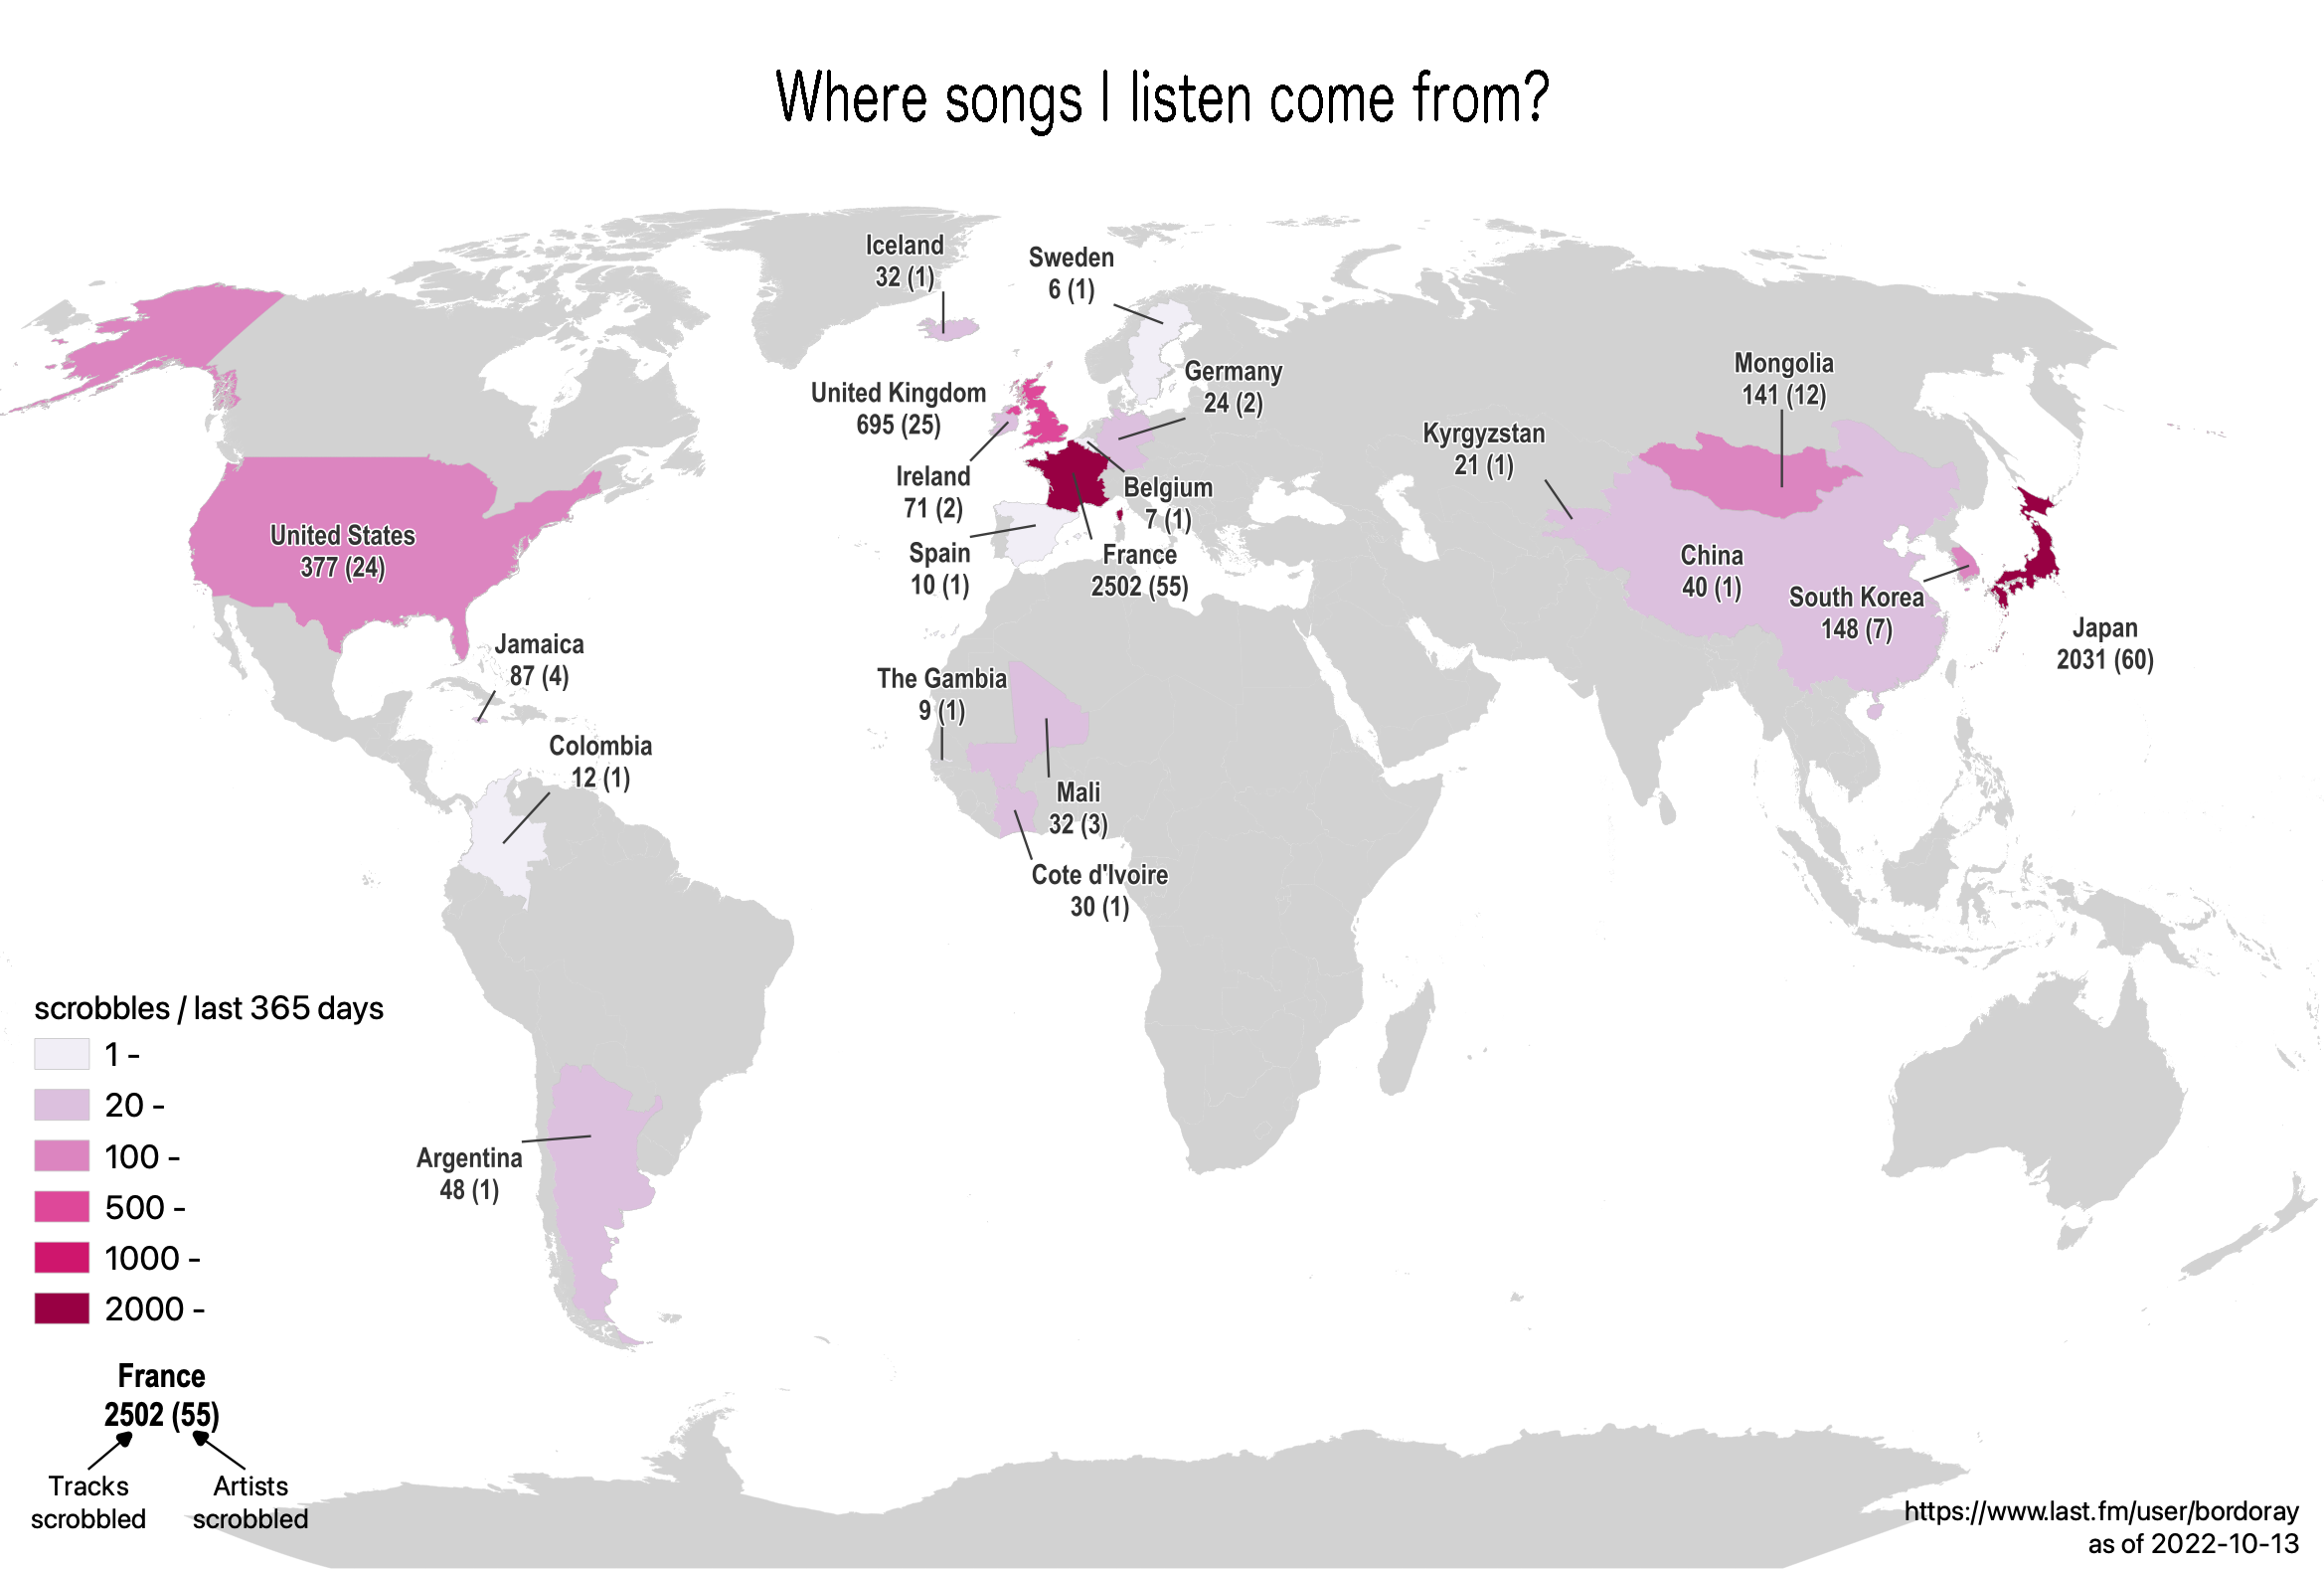 Where songs I listen come from?
Iceland
32 (1)
Sweden
6 (1)
United Kingdom
695 (25)
Germany
24 (2)
Mongolia
141 (12)
Kyrgyzstan
21 (1)
Ireland
71 (2)
Belgium
7 (1)
Spain
10 (1)
France
2502 (55)
United States
377 (24)
China
40 (1)
South Korea
148 (7)
Japan
2031 (60)
Jamaica
87 (4)
The Gambia
9 (1)
Colombia
12 (1)
Mali
32 (3)
Cote d'Ivoire
30 (1)
Argentina
48 (1)
scrobbles / last 365 days
1 -
20 -
100 -
500 -
1000 -
2000 -
France
2502 (55)
Tracks
scrobbled
Artists
scrobbled
https://www.last.fm/user/bordoray
as of 2022-10-13